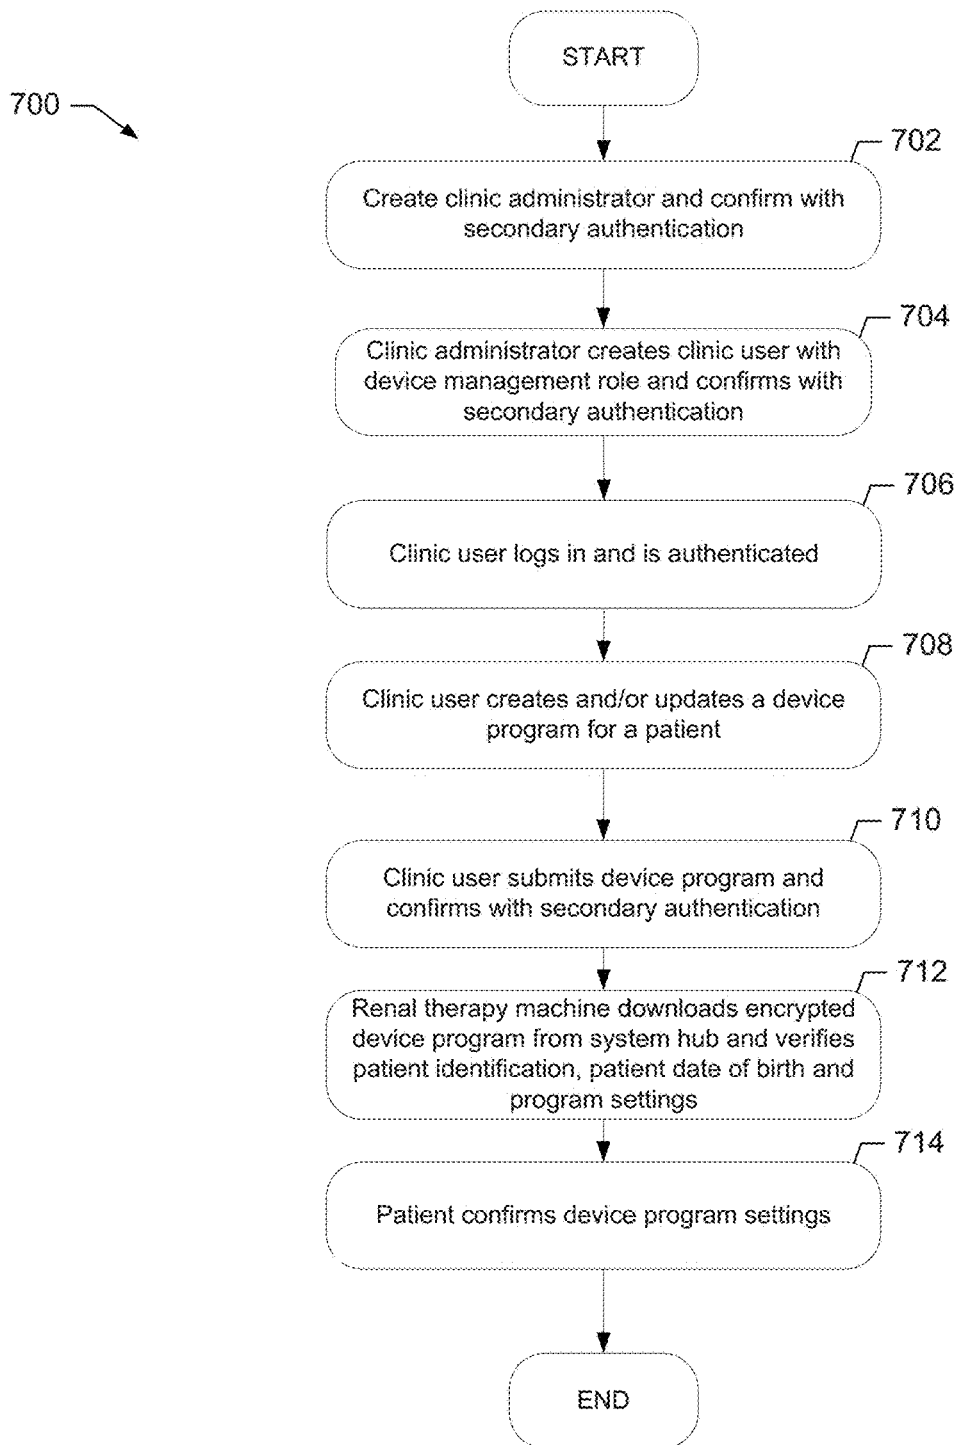 START
700
702
Create clinic administrator and confirm with
secondary authentication
704
Clinic administrator creates clinic user with
device management role and confirms with
secondary authentication
706
Clinic user logs in and is authenticated
708
Clinic user creates and/or updates a device
program for a patient
710
Clinic user submits device program and
confirms with secondary authentication
712
Renal therapy machine downloads encrypted
device program from system hub and verifies
patient identification, patient date of birth and
program settings
714
Patient confirms device program settings
END